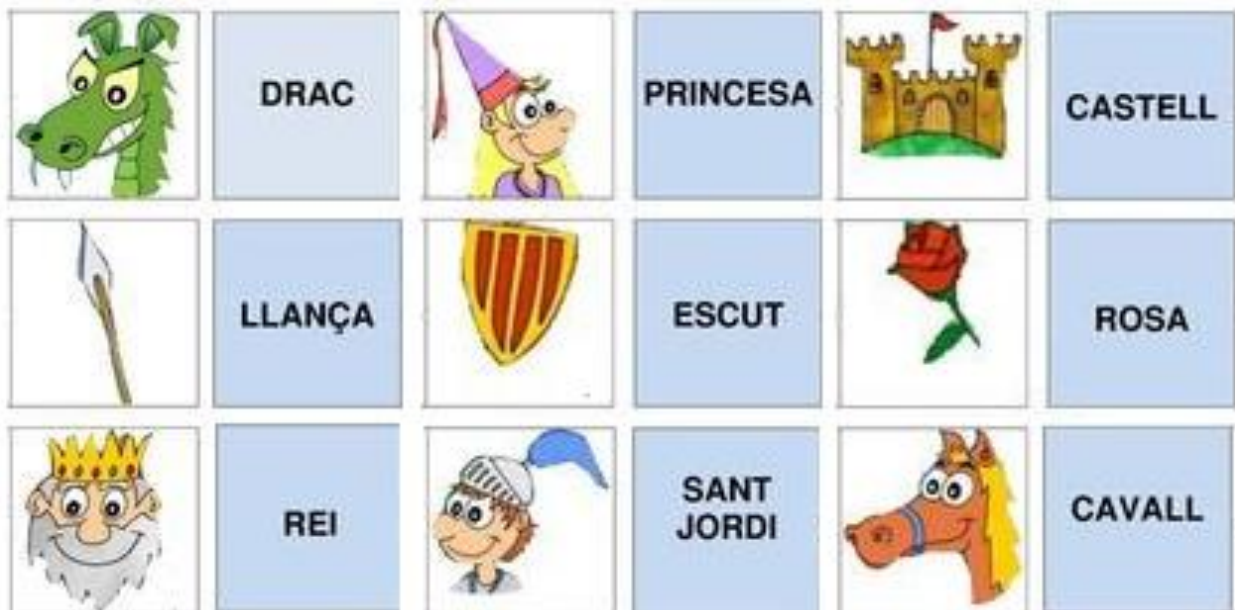 DRAC
PRINCESA
CASTELL
LLANÇA
ESCUT
ROSA
REI
SANT
JORDI
CAVALL